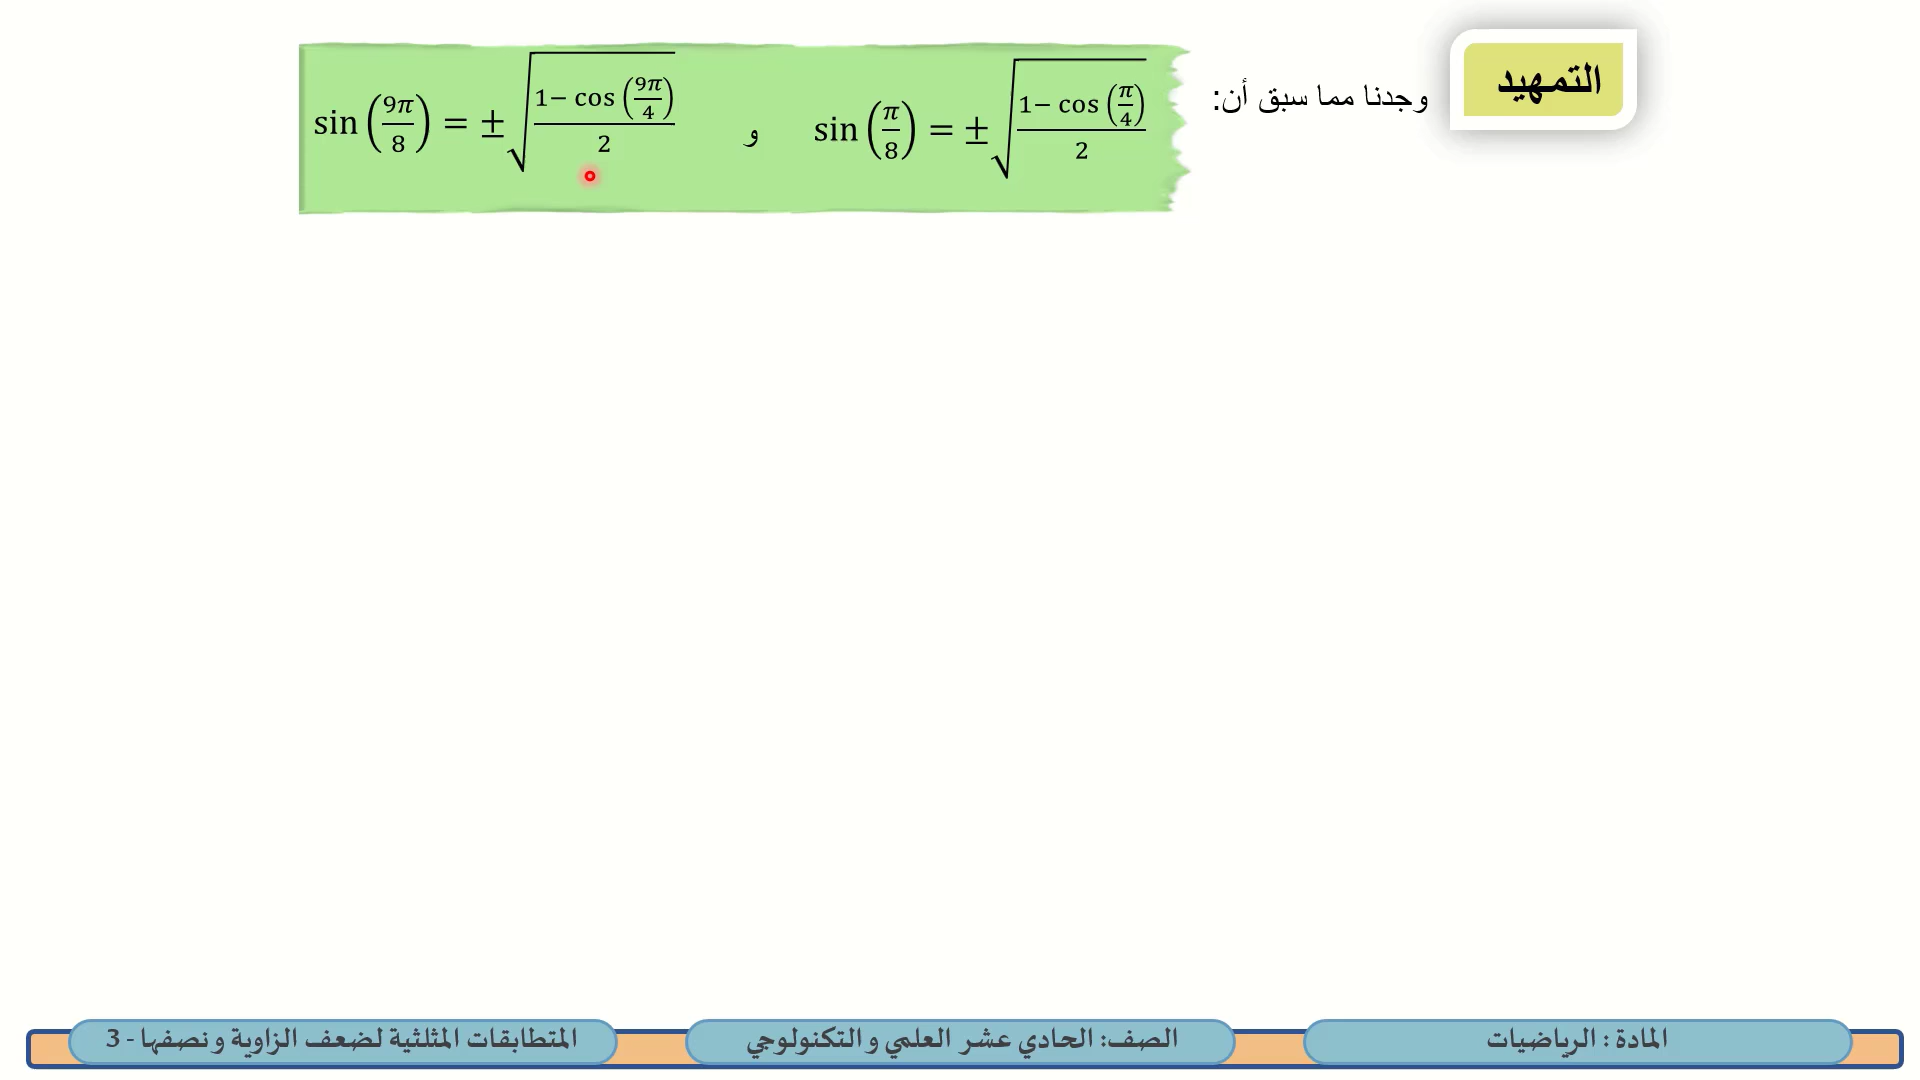 التمهيد
وجدنا مما سبق أن:
sin(π/8) = ±√((1− cos(π/4))/2) و sin(9π/8) = ±√((1− cos(9π/4))/2)
المادة : الرياضيات
الصف: الحادي عشر العلمي و التكنولوجي
المتطابقات المثلثية لضعف الزاوية و نصفها - 3